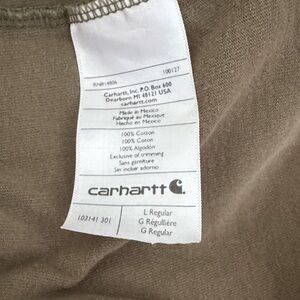 RN#14806 100127
Carhartt, Inc. P.O. Box 600
Dearborn MI 48121 USA
carhartt.com
Made in Mexico
Fabriqué au Mexique
Hecho en México
100% Cotton
100% Coton
100% Algodon
Exclusive of trimming
Sans garniture
Sin incluir adorno
carhartt
103141 301
L Regular
G Régulière
G Regular